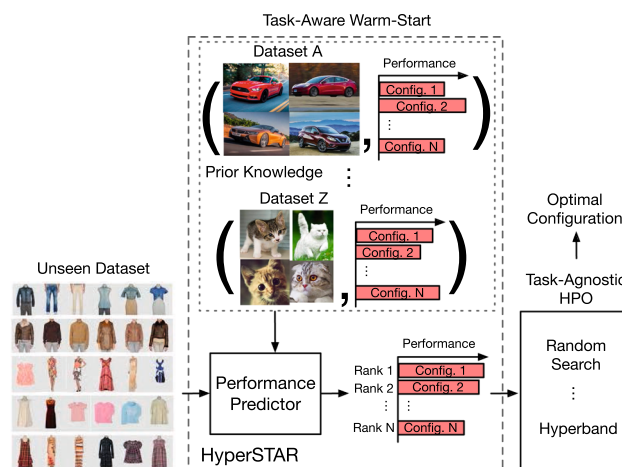 Task-Aware Warm-Start
Dataset A
Performance
Config. 1
Config. 2
Config. N
Prior Knowledge
Dataset Z
Performance
Config. 1
Config. 2
Config. N
Optimal
Configuration
Unseen Dataset
Task-Agnostic
HPO
Performance
Predictor
Performance
Rank 1 Config. 1
Rank 2 Config. 2
Rank N Config. N
Random
Search
Hyperband
HyperSTAR